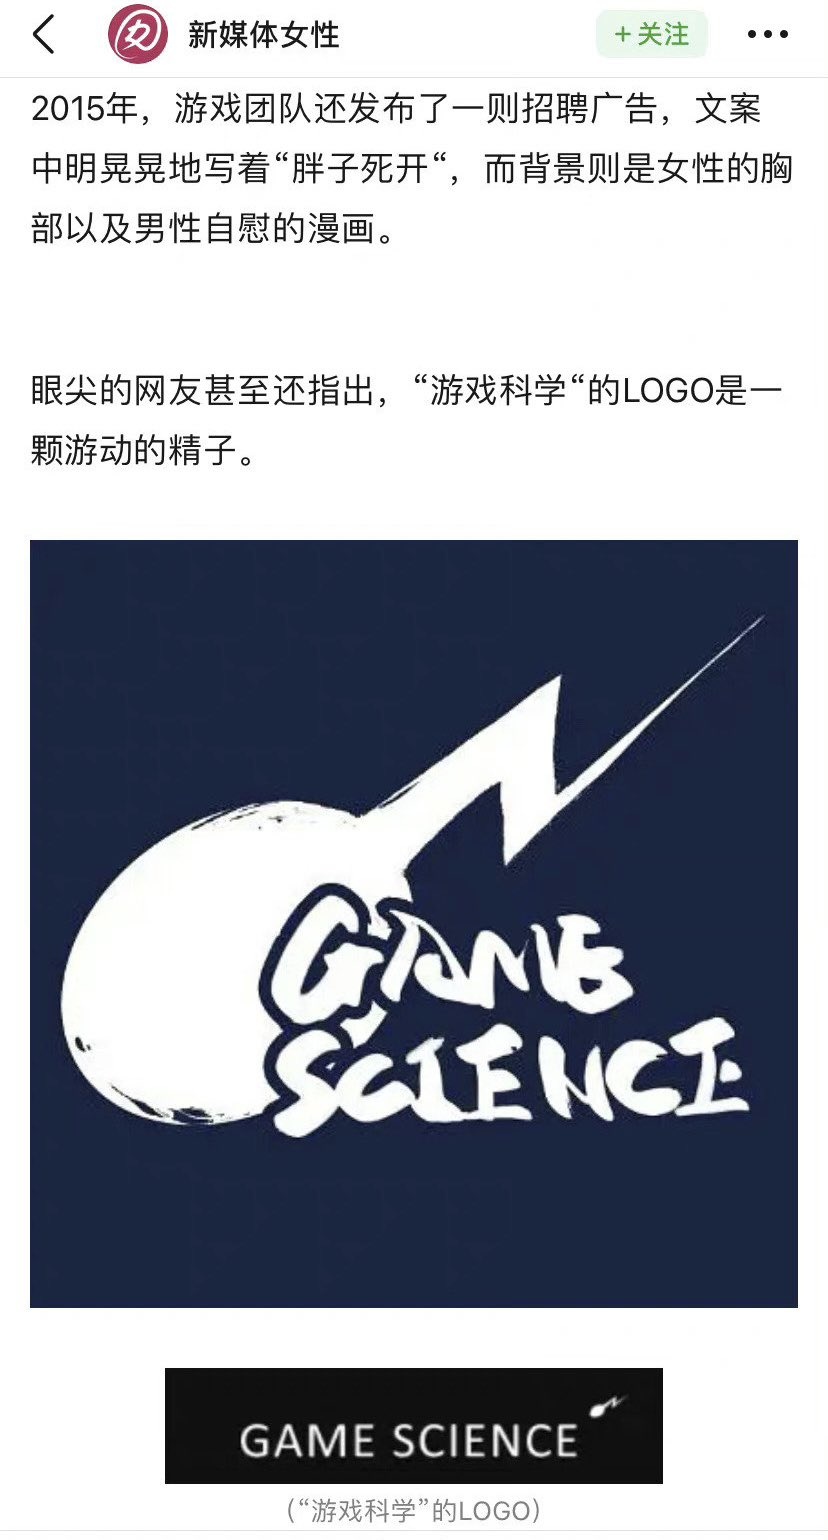 新媒体女性
+关注
2015年，游戏团队还发布了一则招聘广告，文案
中明晃晃地写着“胖子死开“，而背景则是女性的胸
部以及男性自慰的漫画。
眼尖的网友甚至还指出，“游戏科学“的LOGO是一
颗游动的精子。
GAME
SCIENCE
GAME SCIENCE
（“游戏科学”的LOGO）